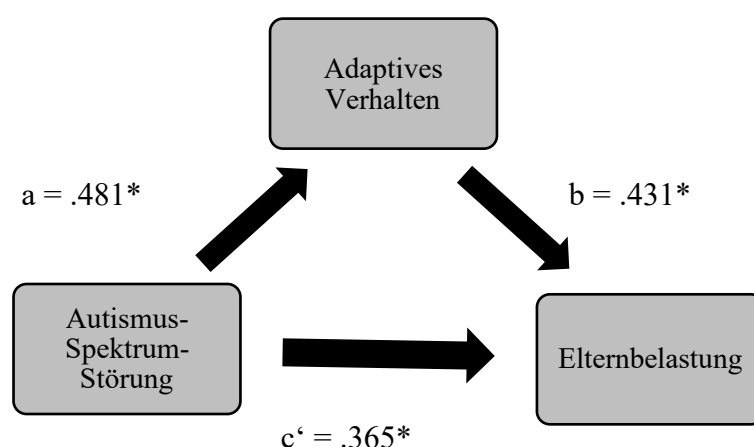 Adaptives
Verhalten
a = .481*
b = .431*
Autismus-
Spektrum-
Störung
Elternbelastung
c‘ = .365*